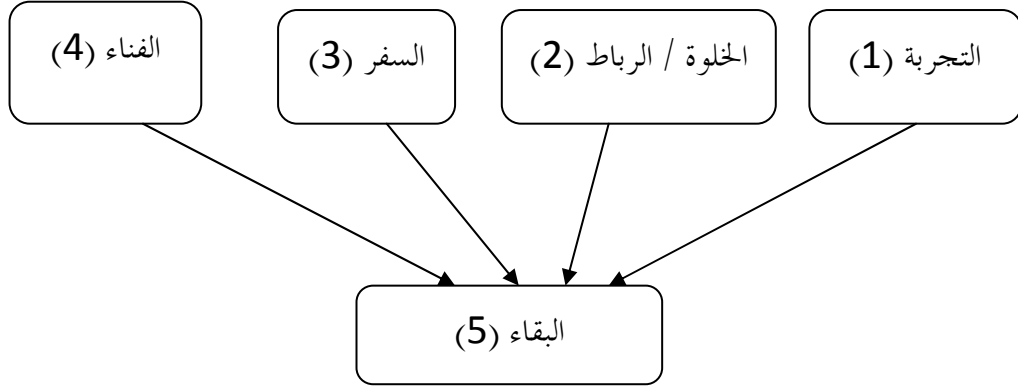 التجربة (1)
الخلوة / الرباط (2)
السفر (3)
الفناء (4)
البقاء (5)